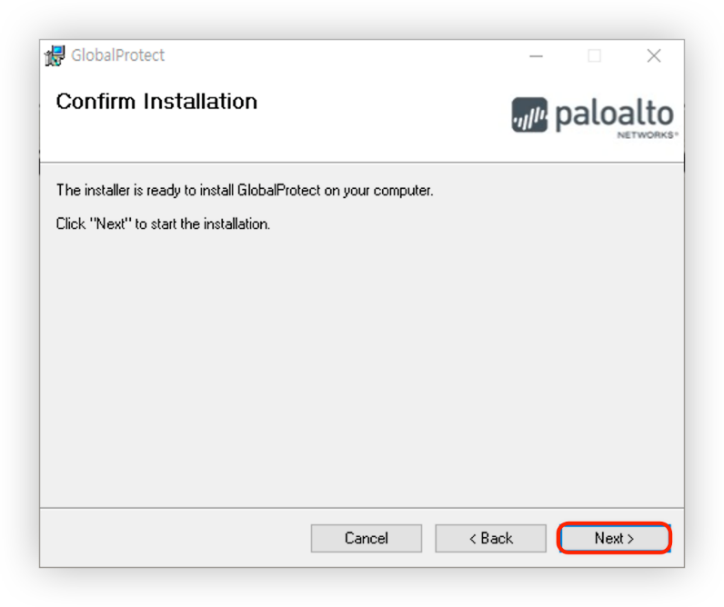 GlobalProtect
Confirm Installation
paloalto
NETWORKS
The installer is ready to install GlobalProtect on your computer.
Click "Next" to start the installation.
Cancel
< Back
Next >